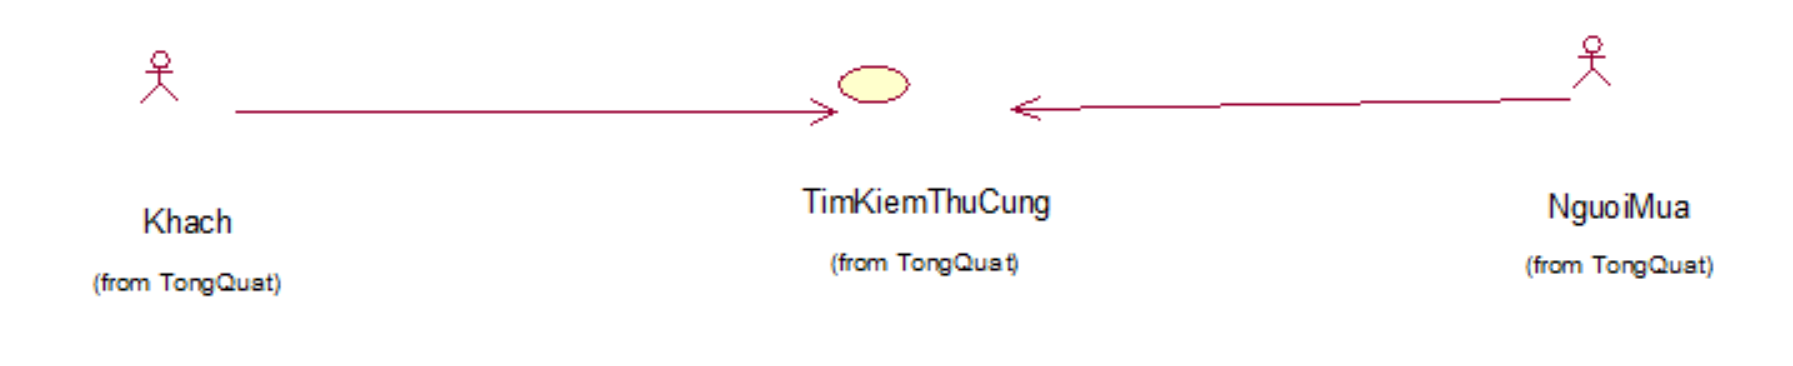 Khach
(from TongQuat)
TimKiemThuCung
(from TongQuat)
NguoiMua
(from TongQuat)